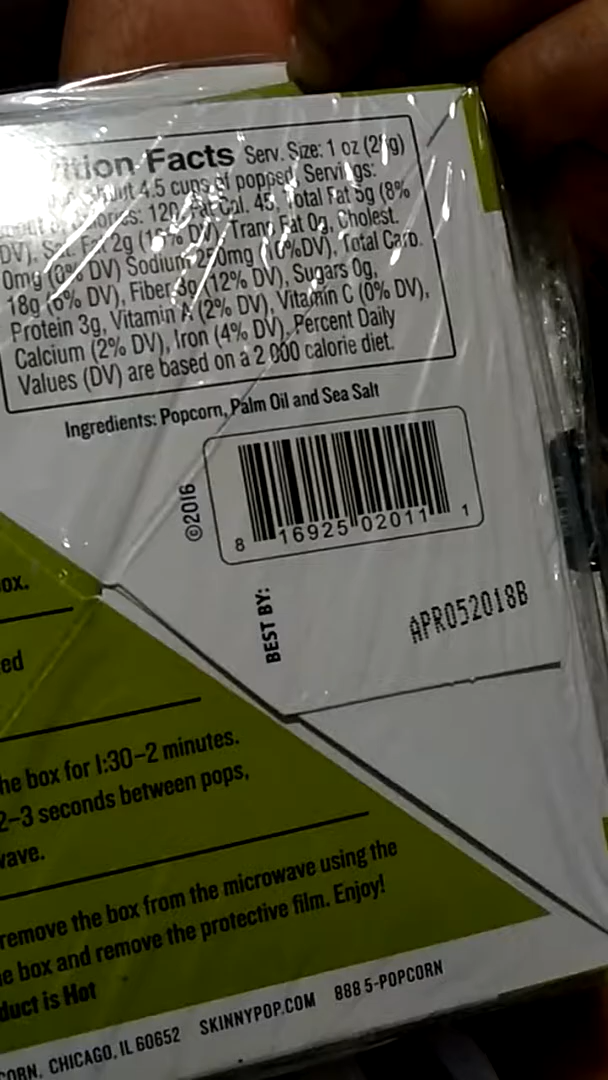 Facts Serv. Size: 1 oz
4.5 cups of popped, Servings:
Calories: 120, Fat Cal. 45, Total Fat 5g (8%
DV), Sat. Fat 2g DV), Trans Fat 0g, Cholest.
0mg (0% DV) Sodium (10%DV), Total Carb.
18g (6% DV), Fiber 3g (12% DV), Sugars 0g,
Protein 3g, Vitamin A (2% DV), Vitamin C (0% DV),
Calcium (2% DV), Iron (4% DV). Percent Daily
Values (DV) are based on a 2 000 calorie diet.
Ingredients: Popcorn, Palm Oil and Sea Salt
©2016
8 16925 02011 1
BEST BY:
APR052018B
ox.
ed
he box for 1:30–2 minutes.
2–3 seconds between pops,
wave.
remove the box from the microwave using the
he box and remove the protective film. Enjoy!
duct is Hot
CORN, CHICAGO, IL 60652 SKINNYPOP.COM 888 5-POPCORN